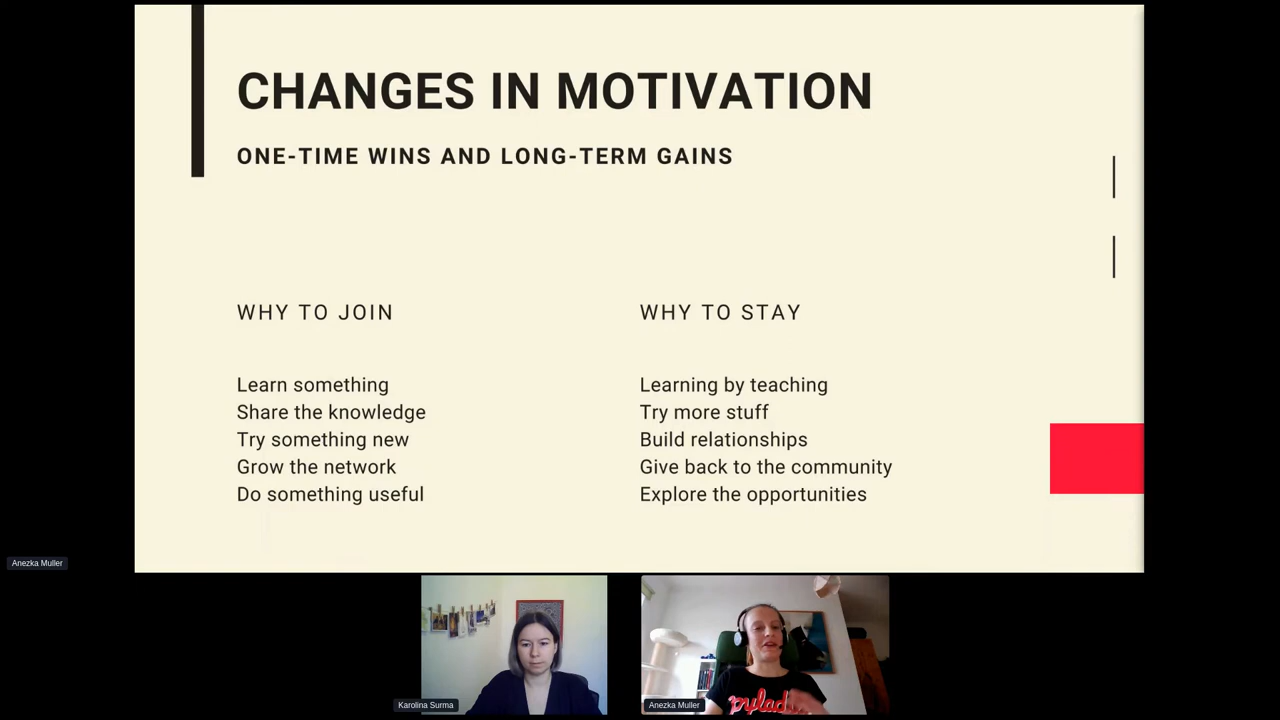 CHANGES IN MOTIVATION
ONE-TIME WINS AND LONG-TERM GAINS
WHY TO JOIN
Learn something
Share the knowledge
Try something new
Grow the network
Do something useful
WHY TO STAY
Learning by teaching
Try more stuff
Build relationships
Give back to the community
Explore the opportunities
Anezka Muller
Karolina Surma
Anezka Muller